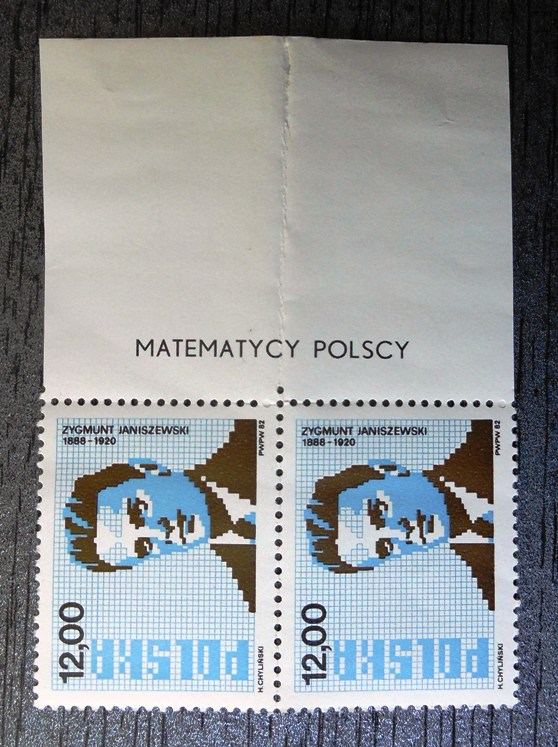 MATEMATYCY POLSCY
ZYGMUNT JANISZEWSKI
1888-1920
PWPW 82
12,00
POLSKA
H.CHYLIŃSKI
ZYGMUNT JANISZEWSKI
1888-1920
PWPW 82
12,00
POLSKA
H.CHYLIŃSKI